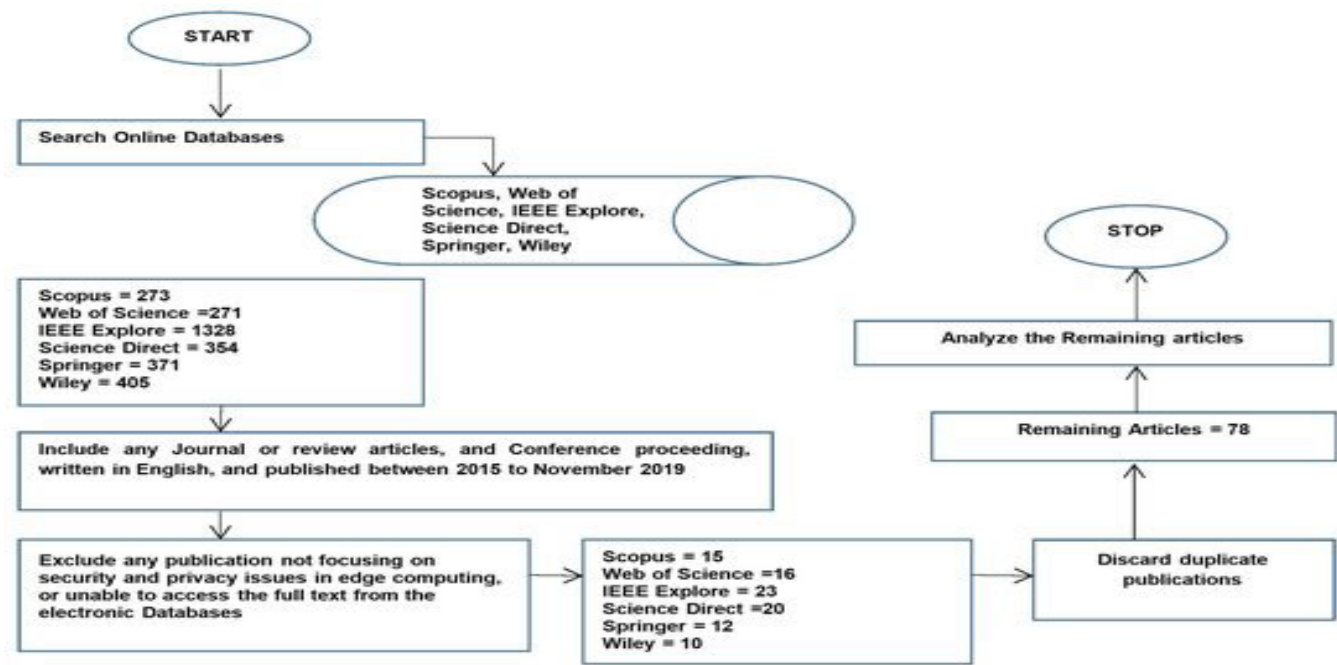 START
Search Online Databases
Scopus, Web of
Science, IEEE Explore,
Science Direct,
Springer, Wiley
Scopus = 273
Web of Science =271
IEEE Explore = 1328
Science Direct = 354
Springer = 371
Wiley = 405
Include any Journal or review articles, and Conference proceeding,
written in English, and published between 2015 to November 2019
Exclude any publication not focusing on
security and privacy issues in edge computing,
or unable to access the full text from the
electronic Databases
Scopus = 15
Web of Science =16
IEEE Explore = 23
Science Direct =20
Springer = 12
Wiley = 10
Discard duplicate
publications
Remaining Articles = 78
Analyze the Remaining articles
STOP